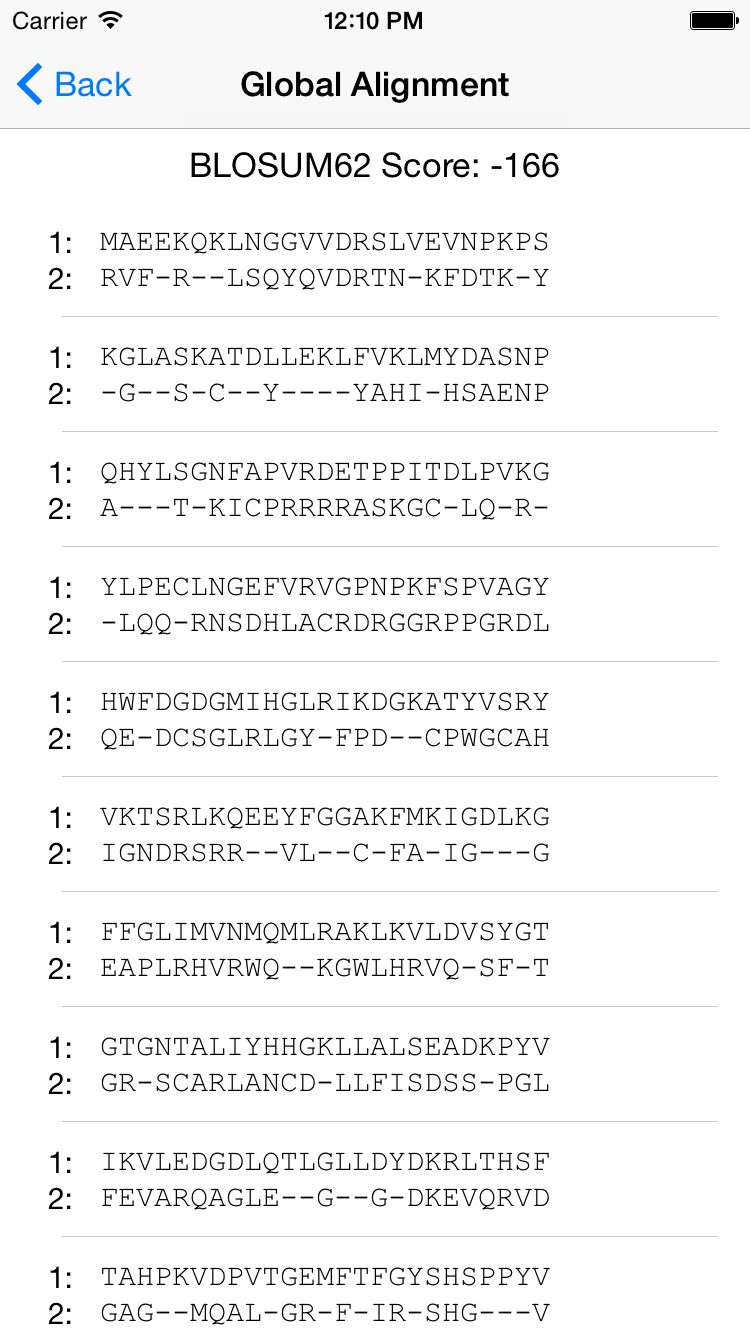 Carrier 12:10 PM
Back Global Alignment
BLOSUM62 Score: -166
1: MAEEKQKLNGGVVDRSLVEVNPKPS
2: RVF-R--LSQYQVDRTN-KFDTK-Y
1: KGLASKATDLLEKLFVKLMYDASNP
2: -G--S-C--Y----YAHI-HSAENP
1: QHYLSGNFAPVRDETPPITDLPVKG
2: A---T-KICPRRRRASKGC-LQ-R-
1: YLPECLNGEFVRVGPNPKFSPVAGY
2: -LQQ-RNSDHLACRDRGGRPPGRDL
1: HWFDGDGMIHGLRIKDGKATYVSRY
2: QE-DCSGLRLGY-FPD--CPWGCAH
1: VKTSRLKQEEYFGGAKFMKIGDLKG
2: IGNDRSRR--VL--C-FA-IG---G
1: FFGLIMVNMQMLRAKLKVLDVSYGT
2: EAPLRHVRWQ--KGWLHRVQ-SF-T
1: GTGNTALIYHHGKLLALSEADKPYV
2: GR-SCARLANCD-LLFISDSS-PGL
1: IKVLEDGDLQTLGLLDYDKRLTHSF
2: FEVARQAGLE--G--G-DKEVQRVD
1: TAHPKVDPVTGEMFTFGYSHSPPYV
2: GAG--MQAL-GR-F-IR-SHG---V